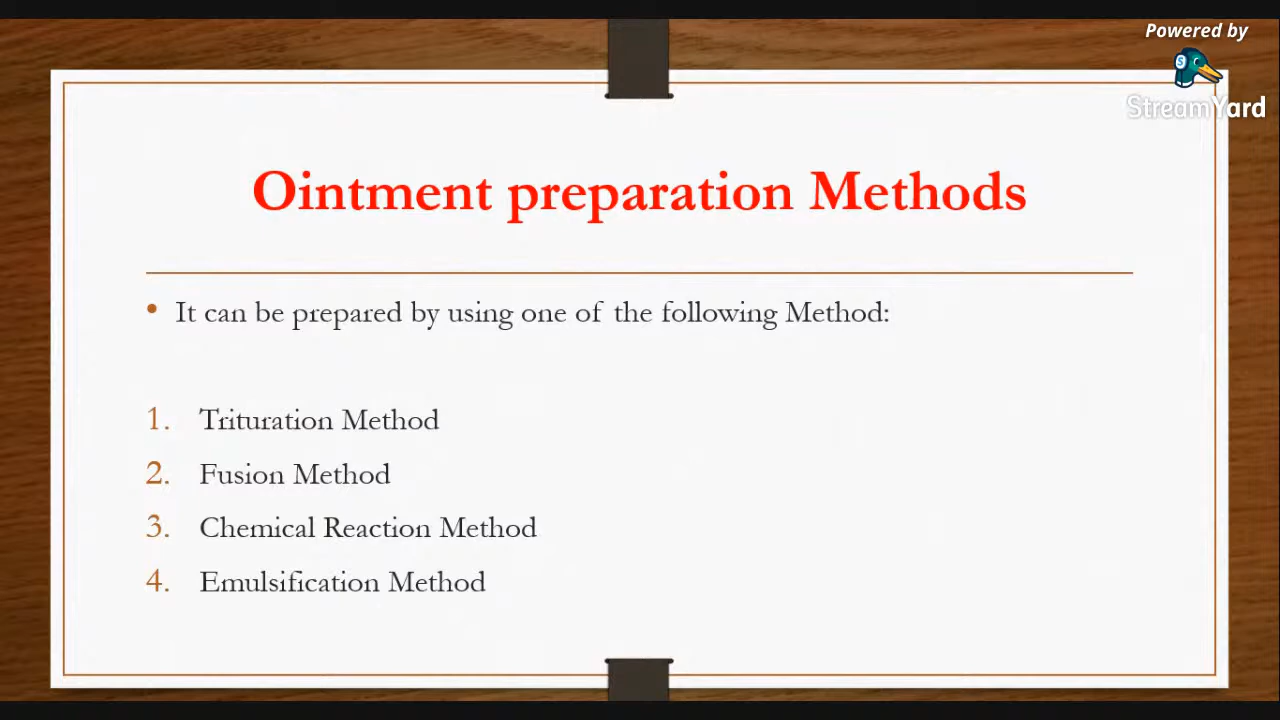 Powered by
StreamYard
Ointment preparation Methods
• It can be prepared by using one of the following Method:
1. Trituration Method
2. Fusion Method
3. Chemical Reaction Method
4. Emulsification Method